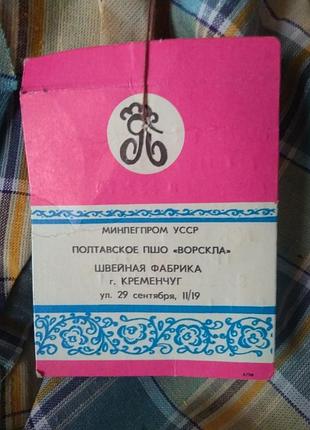 МИНЛЕГПРОМ УССР
ПОЛТАВСКОЕ ПШО «ВОРСКЛА»
ШВЕЙНАЯ ФАБРИКА
г. КРЕМЕНЧУГ
ул. 29 сентября, 11/19